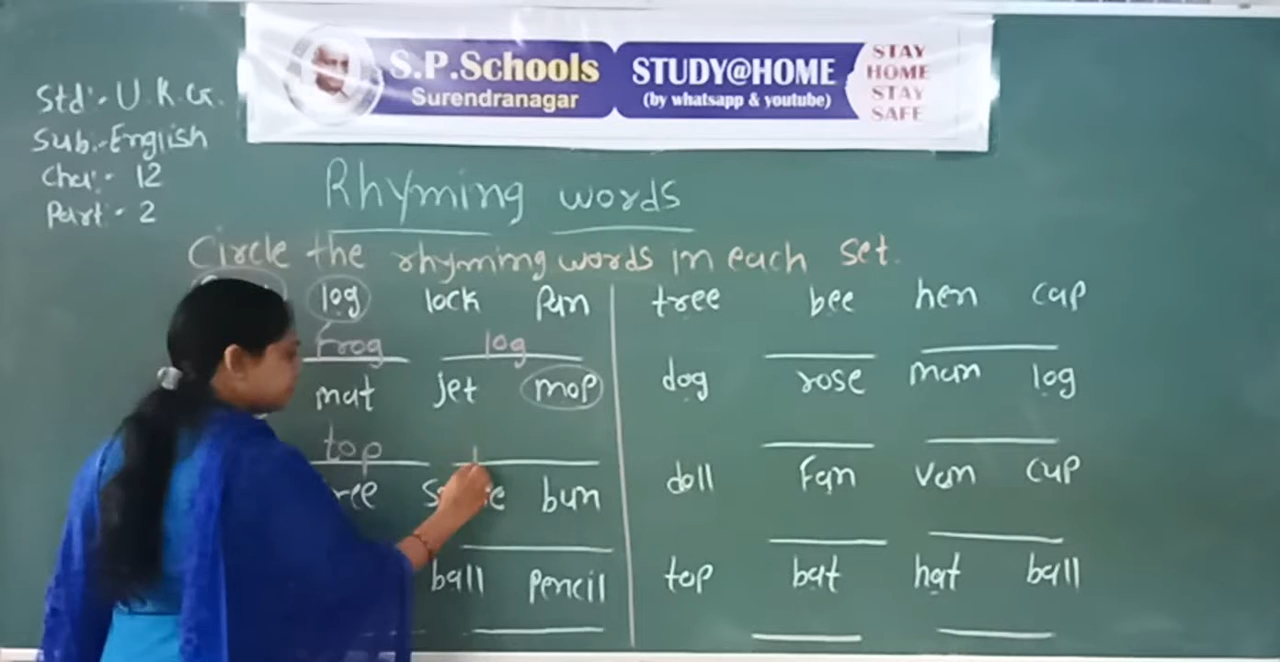 S.P.Schools
Surendranagar
STUDY@HOME
(by whatsapp & youtube)
STAY
HOME
STAY
SAFE
Std:- U.K.G.
Sub:- English
Cha:- 12
Part:- 2
Rhyming words
Circle the rhyming words in each set.
log lock pan
frog log
mat jet mop
top
bun
ball pencil
tree bee hen cap
dog rose man log
doll fan van cup
top bat hat ball